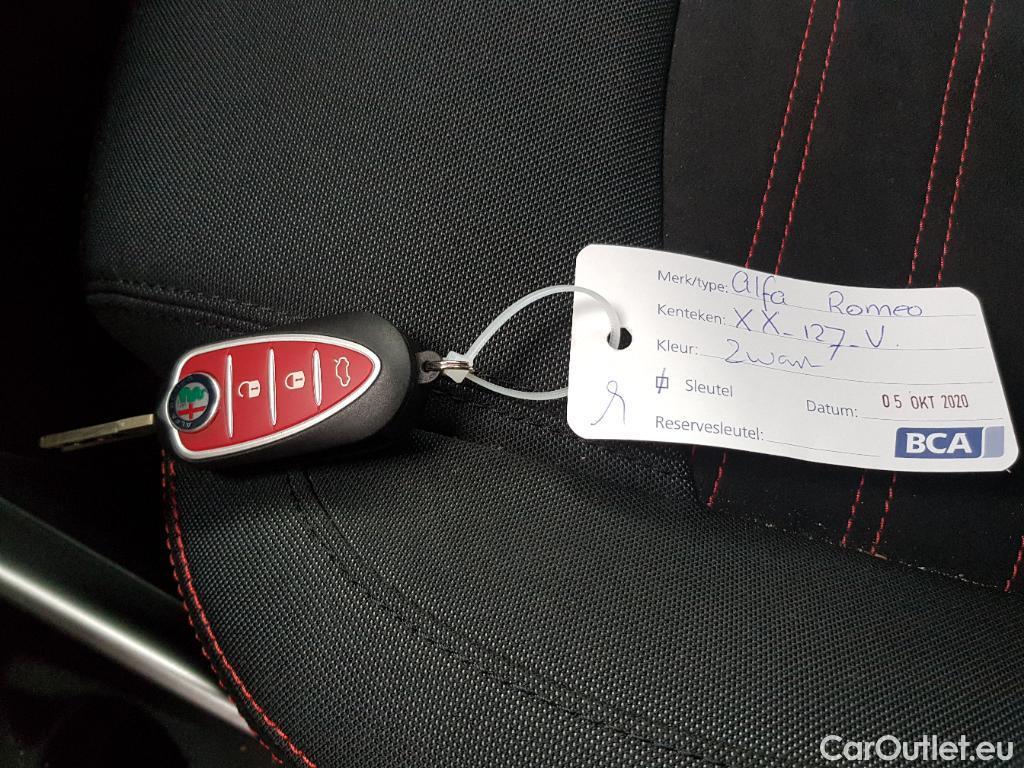 Merk/type: Alfa Romeo
Kenteken: XX-127-V.
Kleur: Zwart
Sleutel
Datum: 05 OKT 2020
Reservesleutel:
BCA
CarOutlet.eu